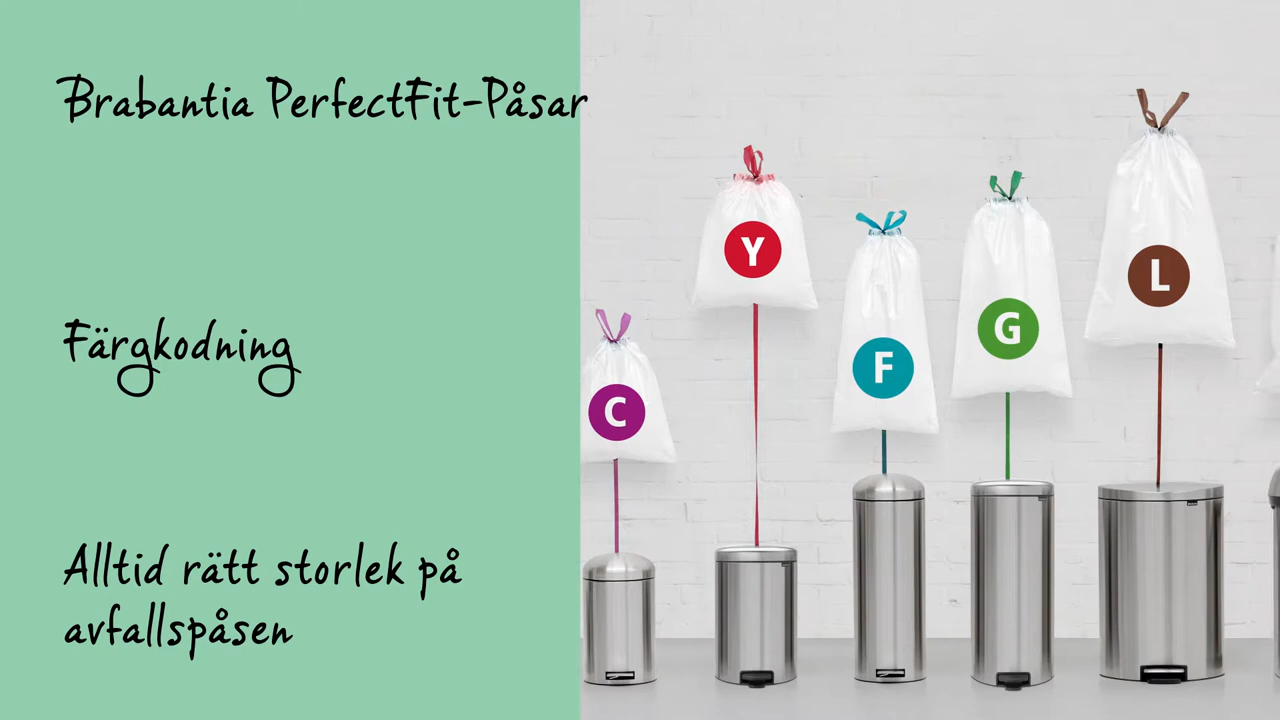 Brabantia PerfectFit-Påsar
Färgkodning
Alltid rätt storlek på
avfallspåsen
C
Y
F
G
L